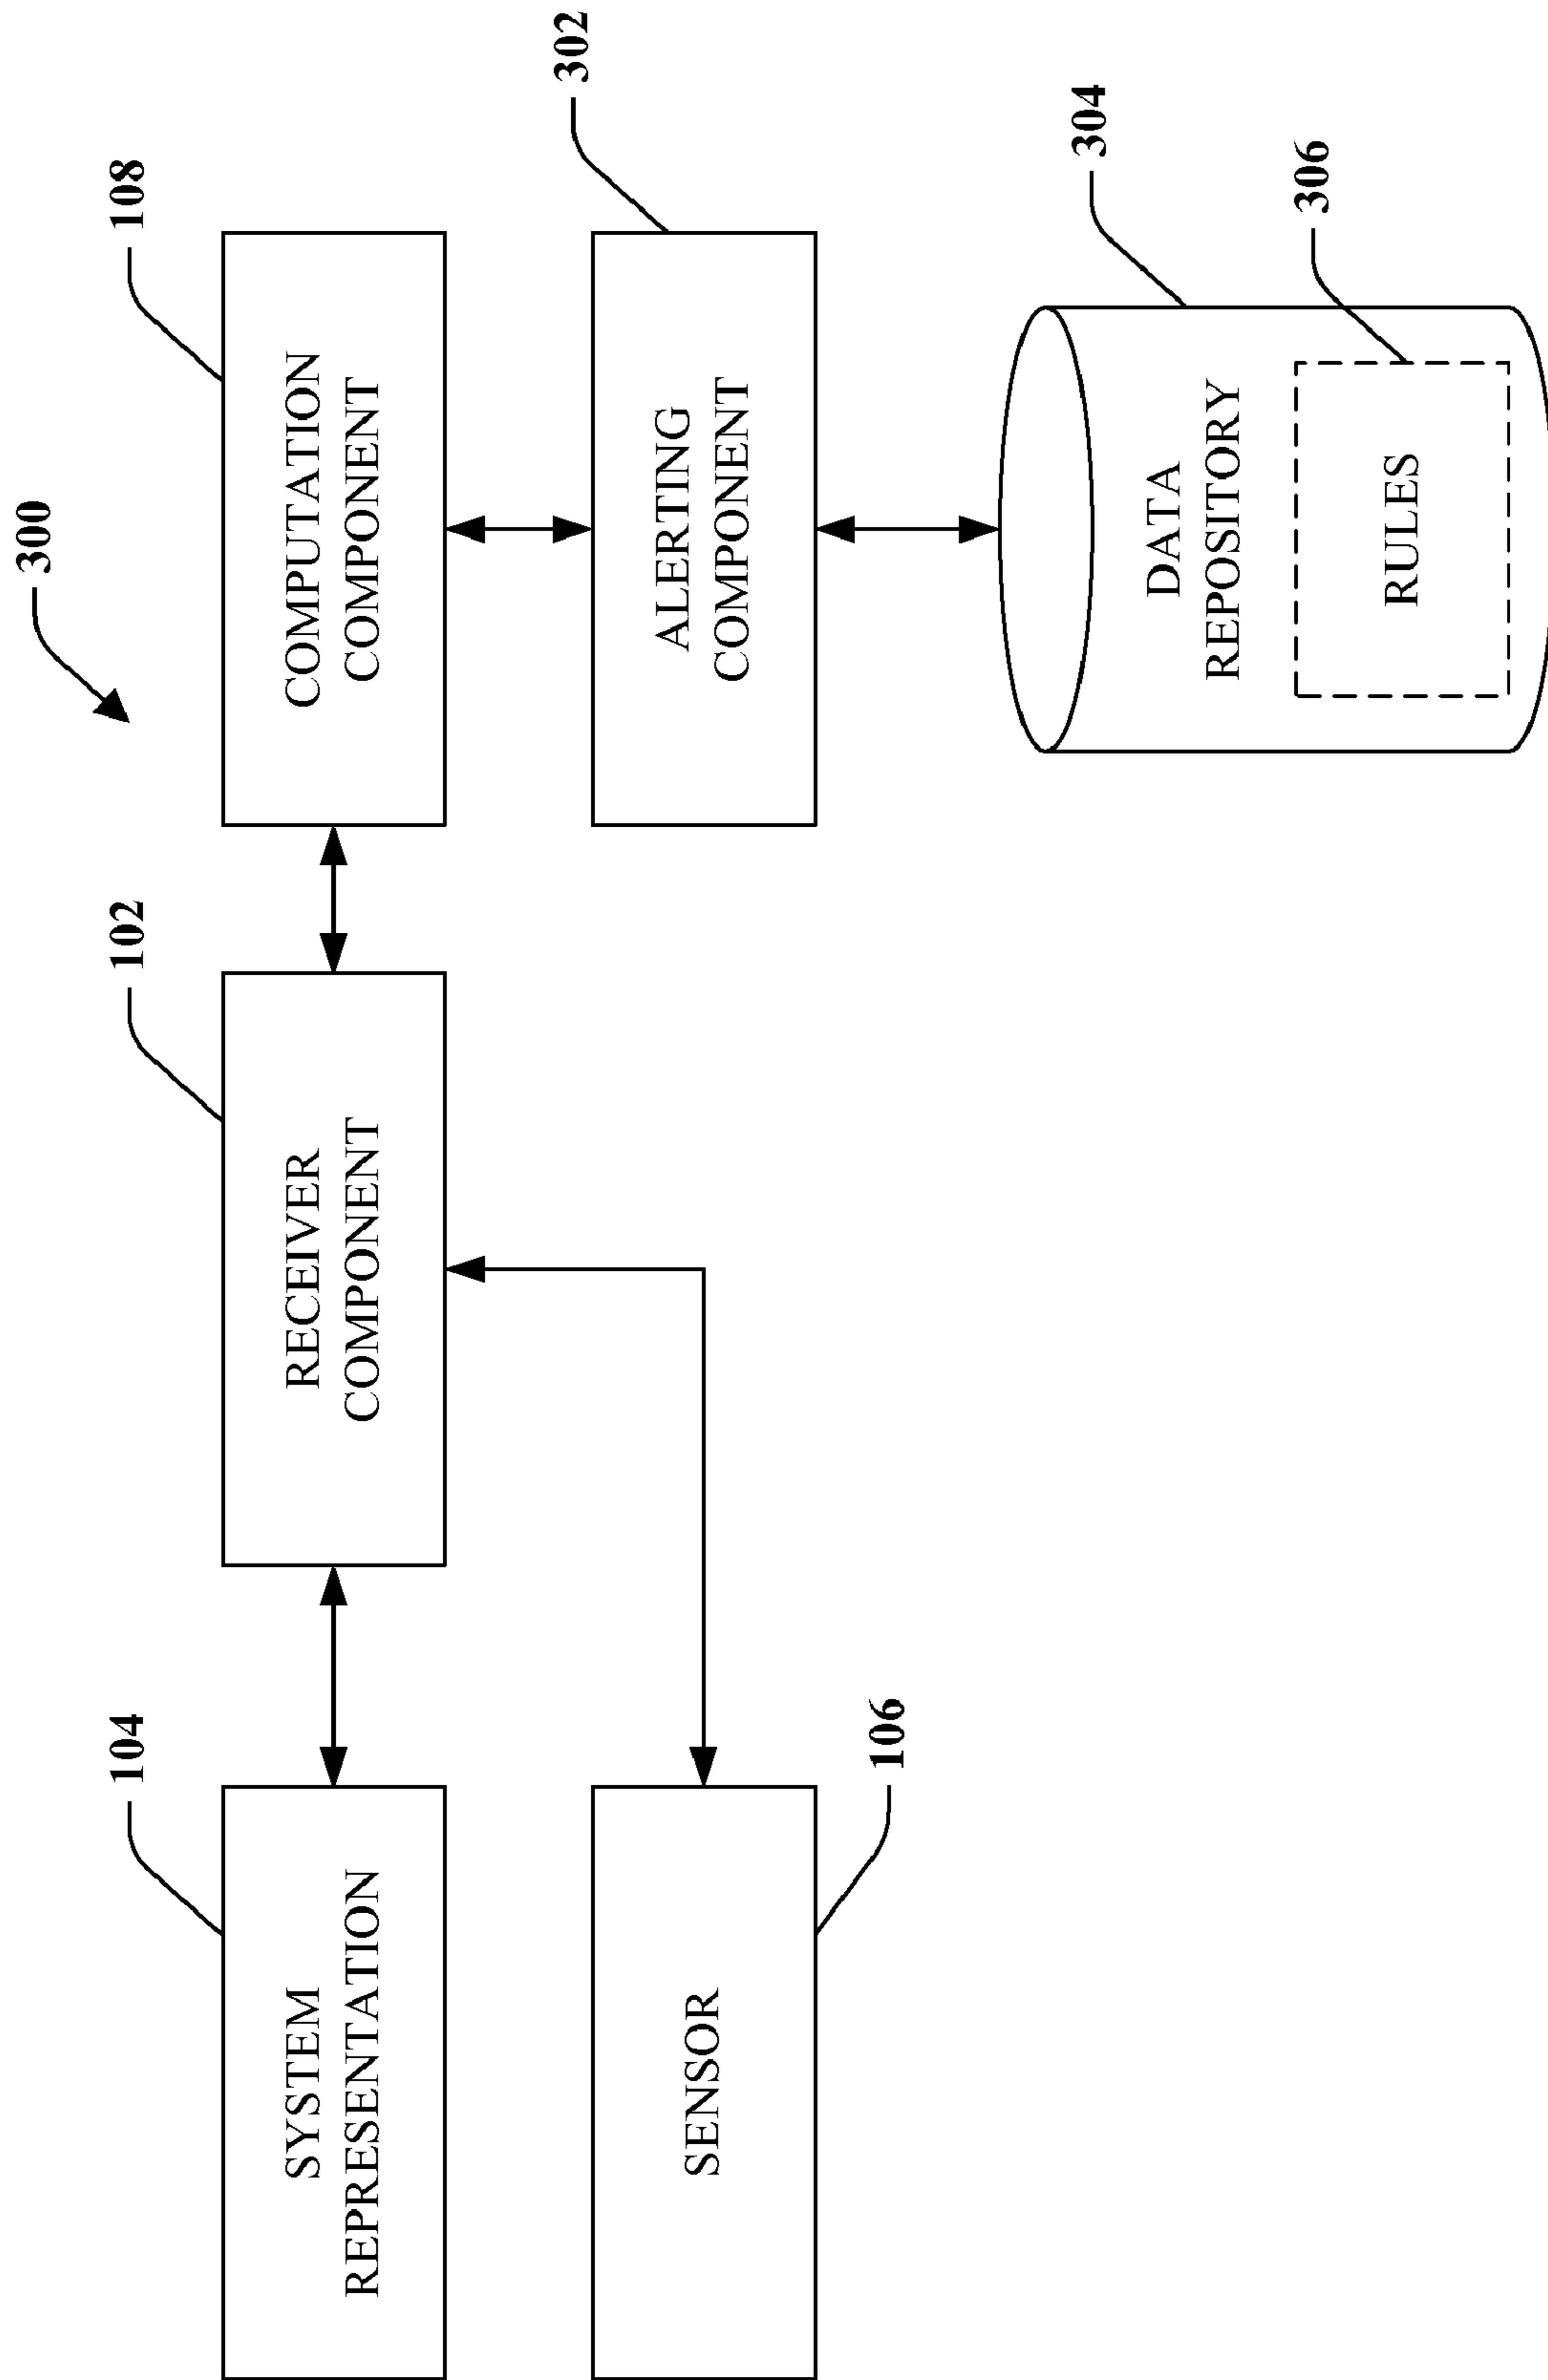 300
104
102
108
SYSTEM
REPRESENTATION
RECEIVER
COMPONENT
COMPUTATION
COMPONENT
302
SENSOR
ALERTING
COMPONENT
106
304
DATA
REPOSITORY
306
RULES